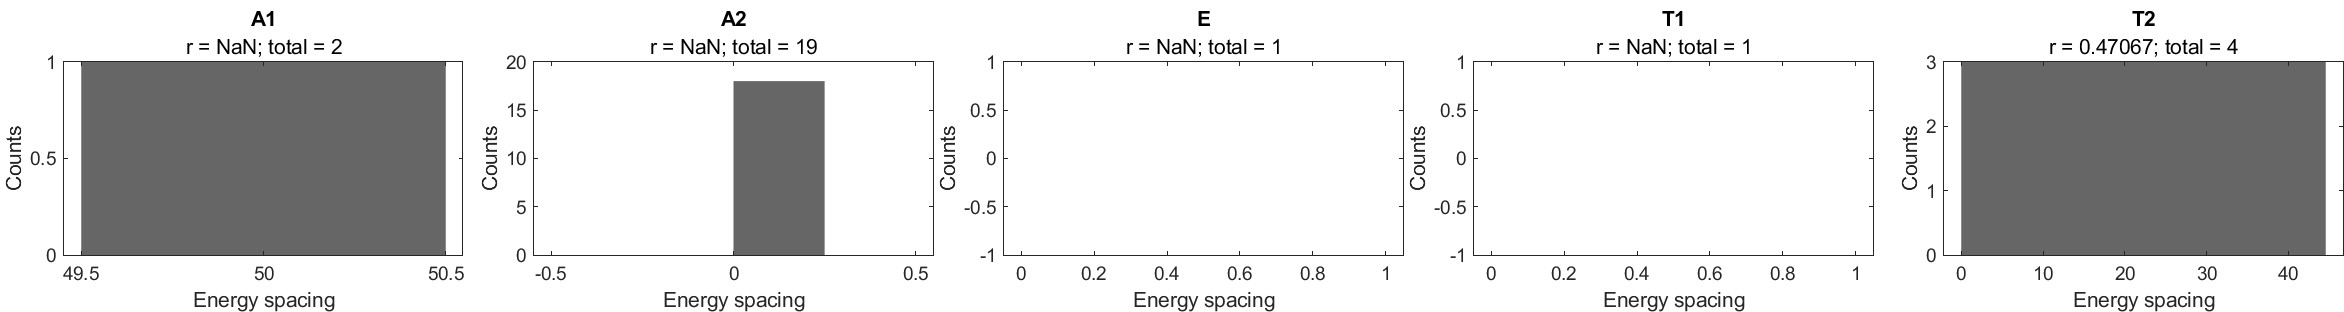 A1
r = NaN; total = 2
1
0.5
0
Counts
49.5 50 50.5
Energy spacing
A2
r = NaN; total = 19
20
15
10
5
0
Counts
-0.5 0 0.5
Energy spacing
E
r = NaN; total = 1
1
0.5
0
-0.5
-1
Counts
0 0.2 0.4 0.6 0.8 1
Energy spacing
T1
r = NaN; total = 1
1
0.5
0
-0.5
-1
Counts
0 0.2 0.4 0.6 0.8 1
Energy spacing
T2
r = 0.47067; total = 4
3
2
1
0
Counts
0 10 20 30 40
Energy spacing